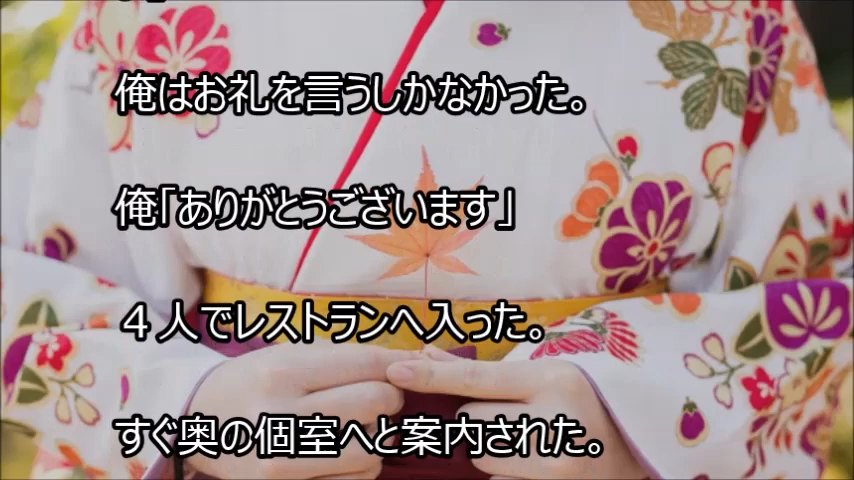 俺はお礼を言うしかなかった。
俺「ありがとうございます」
４人でレストランへ入った。
すぐ奥の個室へと案内された。